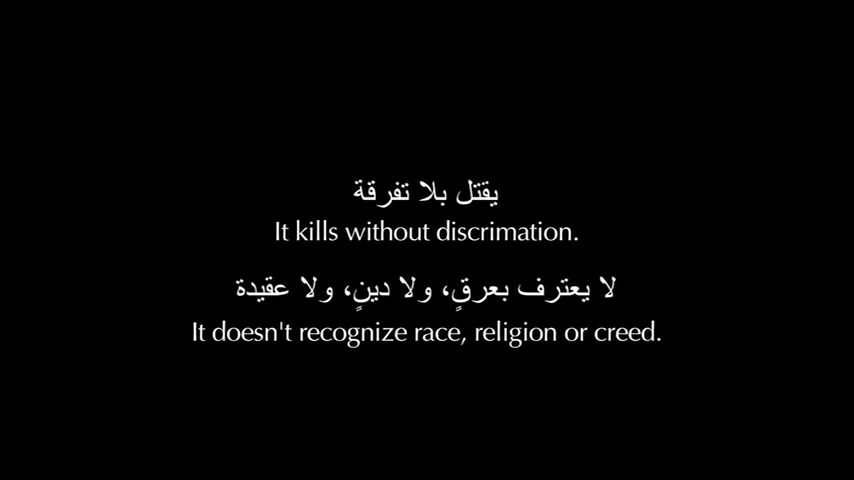 يقتل بلا تفرقة
It kills without discrimation.
لا يعترف بعرقٍ، ولا دينٍ، ولا عقيدة
It doesn't recognize race, religion or creed.